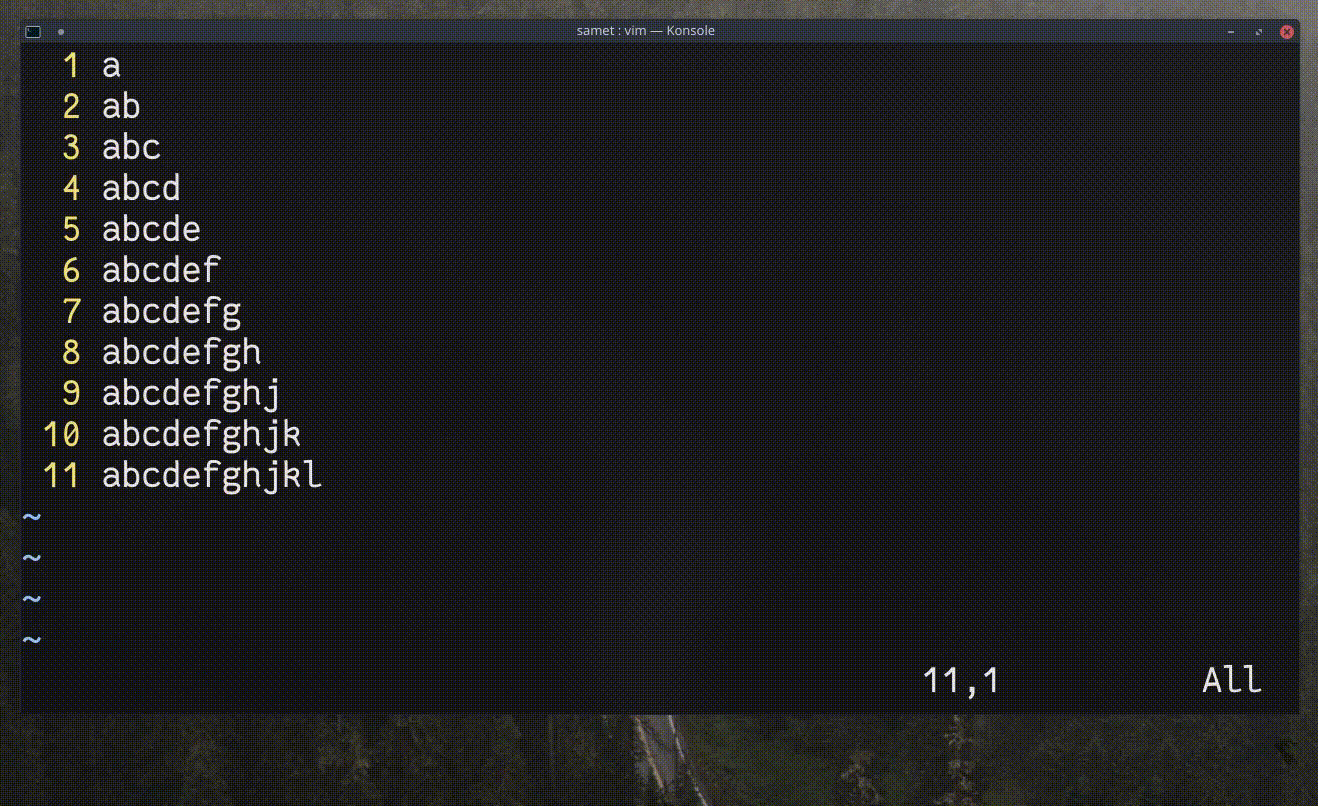 samet : vim — Konsole
1 a
2 ab
3 abc
4 abcd
5 abcde
6 abcdef
7 abcdefg
8 abcdefgh
9 abcdefghj
10 abcdefghjk
11 abcdefghjkl
~
~
~
~
11,1 All